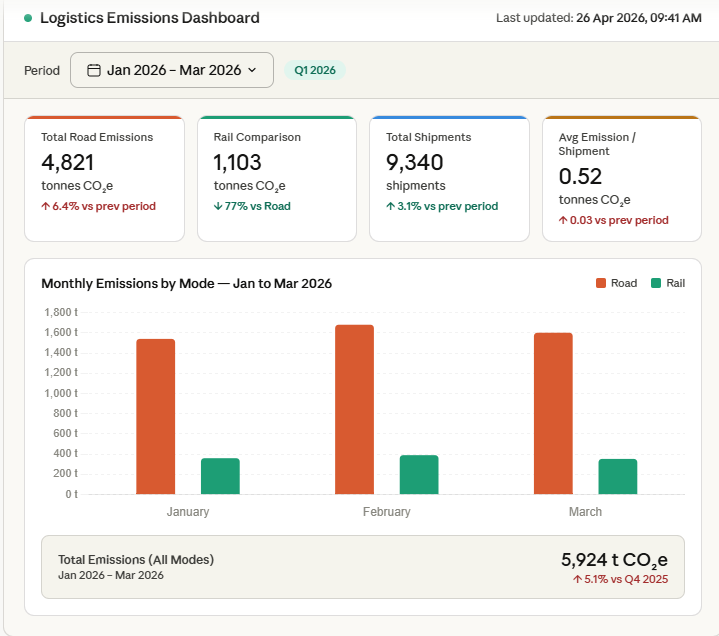 Logistics Emissions Dashboard
Last updated: 26 Apr 2026, 09:41 AM
Period
Jan 2026 – Mar 2026
Q1 2026
Total Road Emissions
4,821
tonnes CO₂e
↑ 6.4% vs prev period
Rail Comparison
1,103
tonnes CO₂e
↓ 77% vs Road
Total Shipments
9,340
shipments
↑ 3.1% vs prev period
Avg Emission /
Shipment
0.52
tonnes CO₂e
↑ 0.03 vs prev period
Monthly Emissions by Mode — Jan to Mar 2026
Road
Rail
1,800 t
1,600 t
1,400 t
1,200 t
1,000 t
800 t
600 t
400 t
200 t
0 t
January
February
March
Total Emissions (All Modes)
Jan 2026 – Mar 2026
5,924 t CO₂e
↑ 5.1% vs Q4 2025